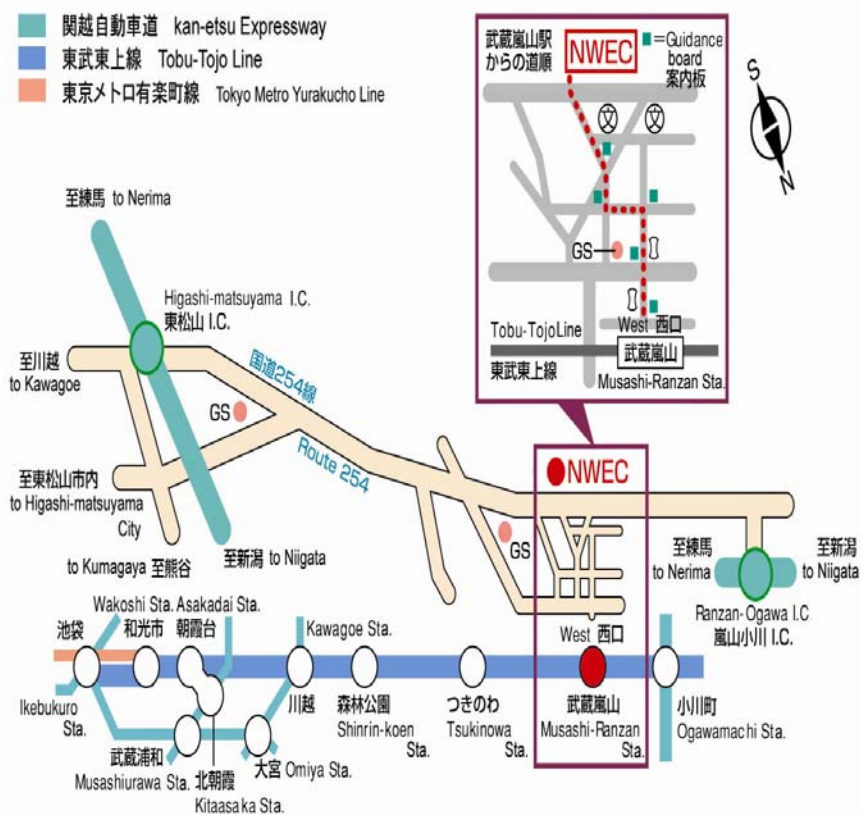 関越自動車道 kan-etsu Expressway
東武東上線 Tobu-Tojo Line
東京メトロ有楽町線 Tokyo Metro Yurakucho Line
武蔵嵐山駅
からの道順
NWEC
=Guidance
board
案内板
文
文
GS
Tobu-TojoLine
東武東上線
West 西口
武蔵嵐山
Musashi-Ranzan Sta.
S
N
至練馬 to Nerima
Higashi-matsuyama I.C.
東松山 I.C.
至川越
to Kawagoe
国道254線
Route 254
GS
至東松山市内
to Higashi-matsuyama
City
to Kumagaya 至熊谷
至新潟 to Niigata
NWEC
GS
至練馬
to Nerima
至新潟
to Niigata
Ranzan-Ogawa I.C
嵐山小川 I.C.
West 西口
Wakoshi Sta.
Asakadai Sta.
Kawagoe Sta.
池袋
和光市
朝霞台
Ikebukuro
Sta.
川越
森林公園
Shinrin-koen
Sta.
つきのわ
Tsukinowa
Sta.
武蔵嵐山
Musashi-Ranzan
Sta.
小川町
Ogawamachi Sta.
武蔵浦和
Musashiurawa Sta.
北朝霞
Kitaasaka Sta.
大宮 Omiya Sta.